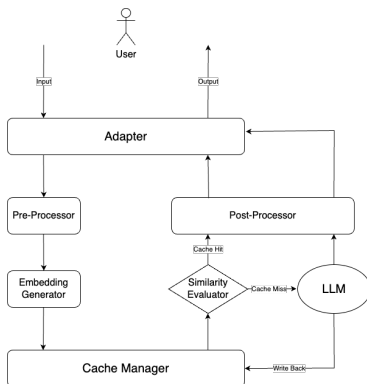 User
Input
Output
Adapter
Pre-Processor
Post-Processor
Cache Hit
Embedding
Generator
Similarity
Evaluator
Cache Miss
LLM
Cache Manager
Write Back